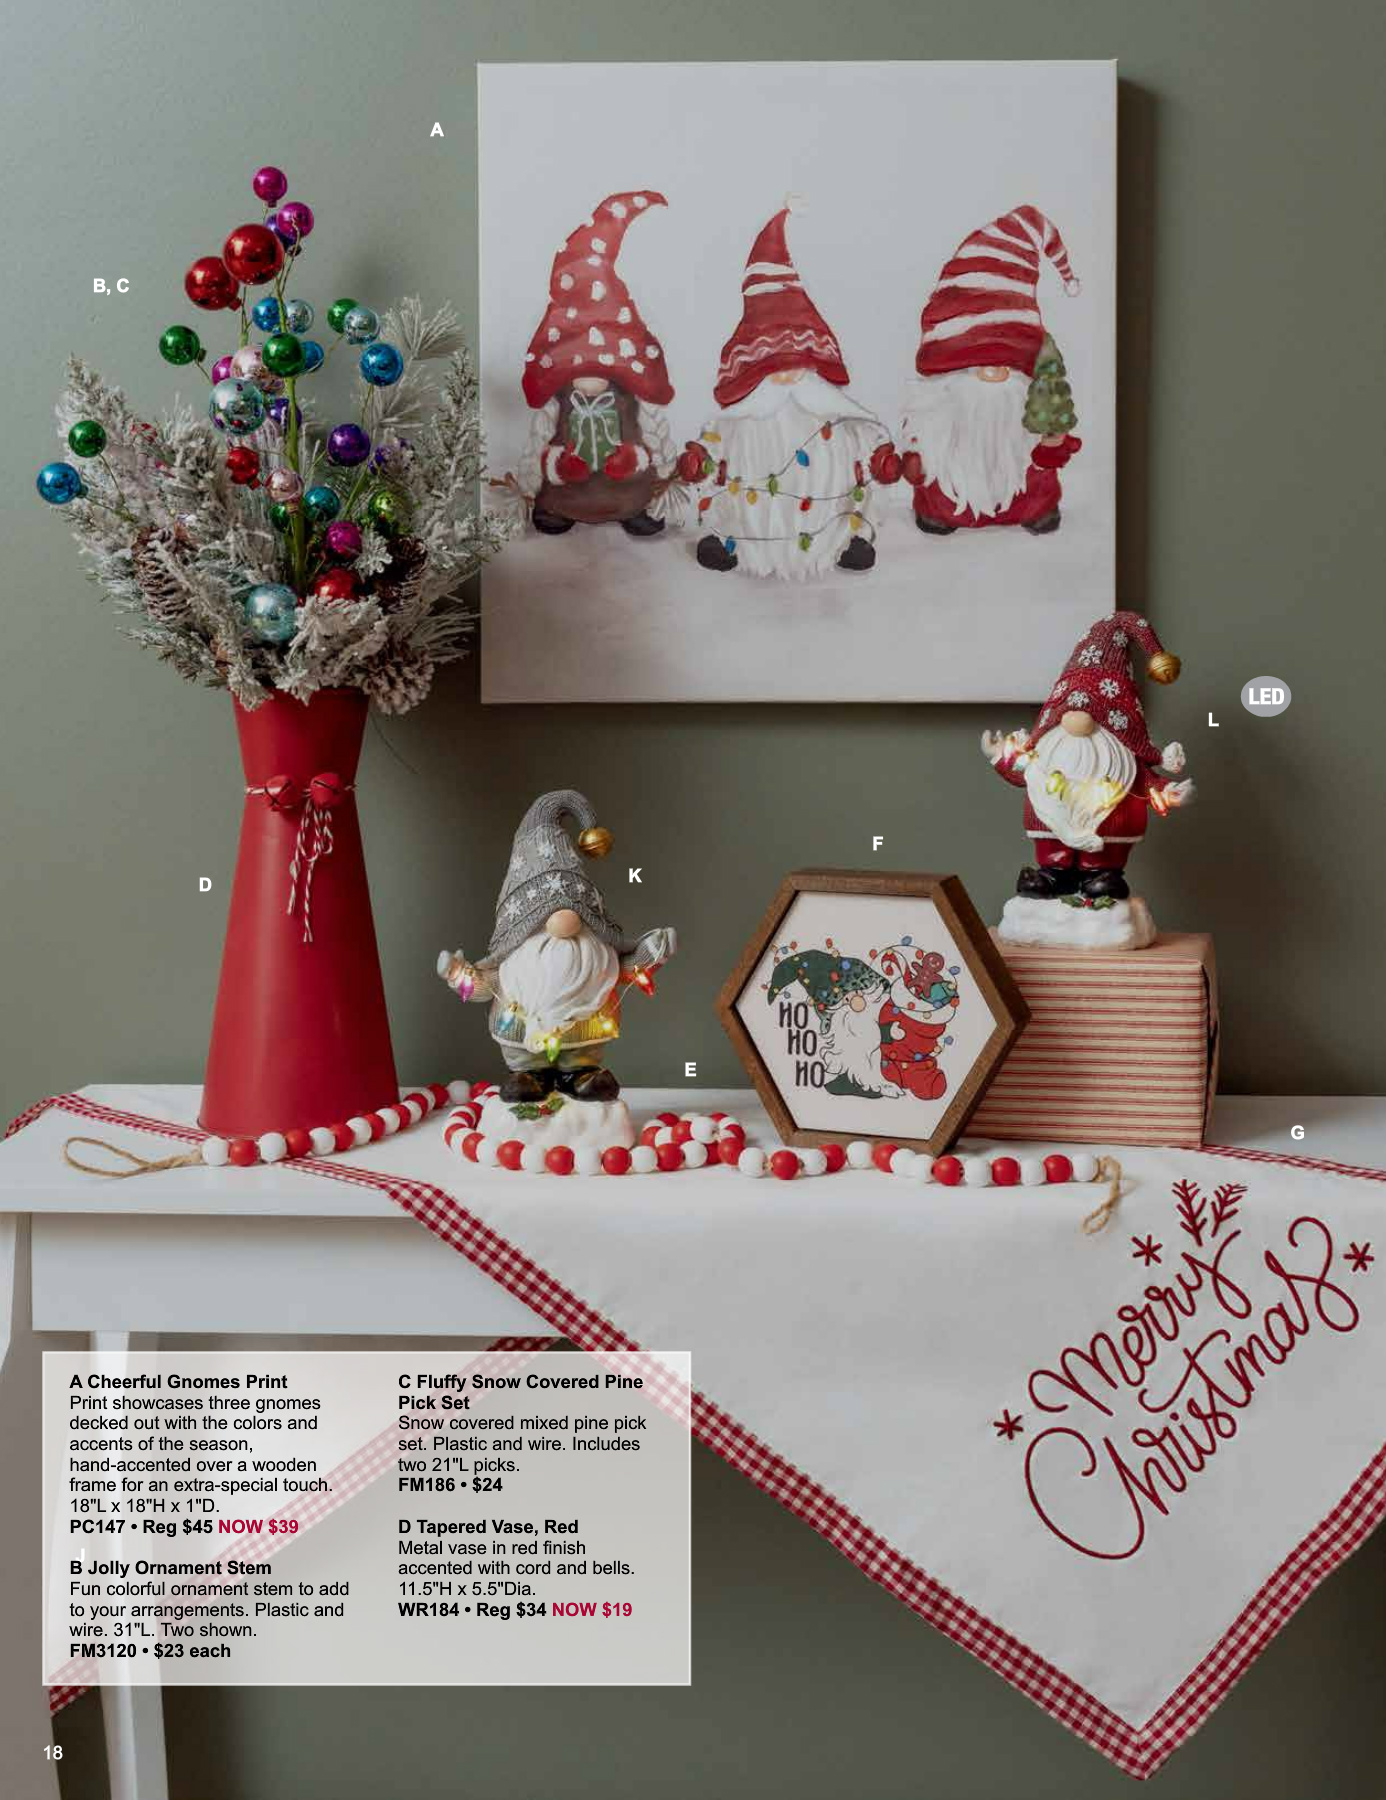 A
B, C
LED
L
F
K
D
HO
HO
HO
E
G
Merry
Christmas
A Cheerful Gnomes Print
Print showcases three gnomes
decked out with the colors and
accents of the season,
hand-accented over a wooden
frame for an extra-special touch.
18"L x 18"H x 1"D.
PC147 • Reg $45 NOW $39
J
B Jolly Ornament Stem
Fun colorful ornament stem to add
to your arrangements. Plastic and
wire. 31"L. Two shown.
FM3120 • $23 each
C Fluffy Snow Covered Pine
Pick Set
Snow covered mixed pine pick
set. Plastic and wire. Includes
two 21"L picks.
FM186 • $24
D Tapered Vase, Red
Metal vase in red finish
accented with cord and bells.
11.5"H x 5.5"Dia.
WR184 • Reg $34 NOW $19
18